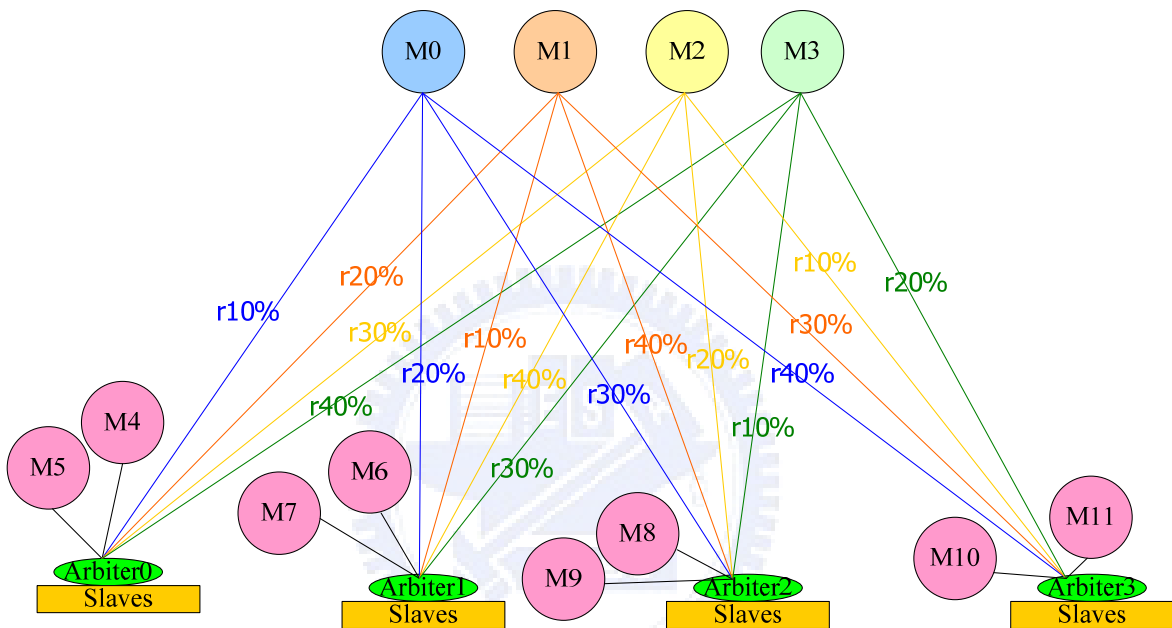 M0
M1
M2
M3
r10%
r20%
r30%
r40%
r20%
r10%
r40%
r30%
r30%
r40%
r20%
r10%
r40%
r30%
r10%
r20%
M5
M4
M7
M6
M9
M8
M10
M11
Arbiter0
Slaves
Arbiter1
Slaves
Arbiter2
Slaves
Arbiter3
Slaves